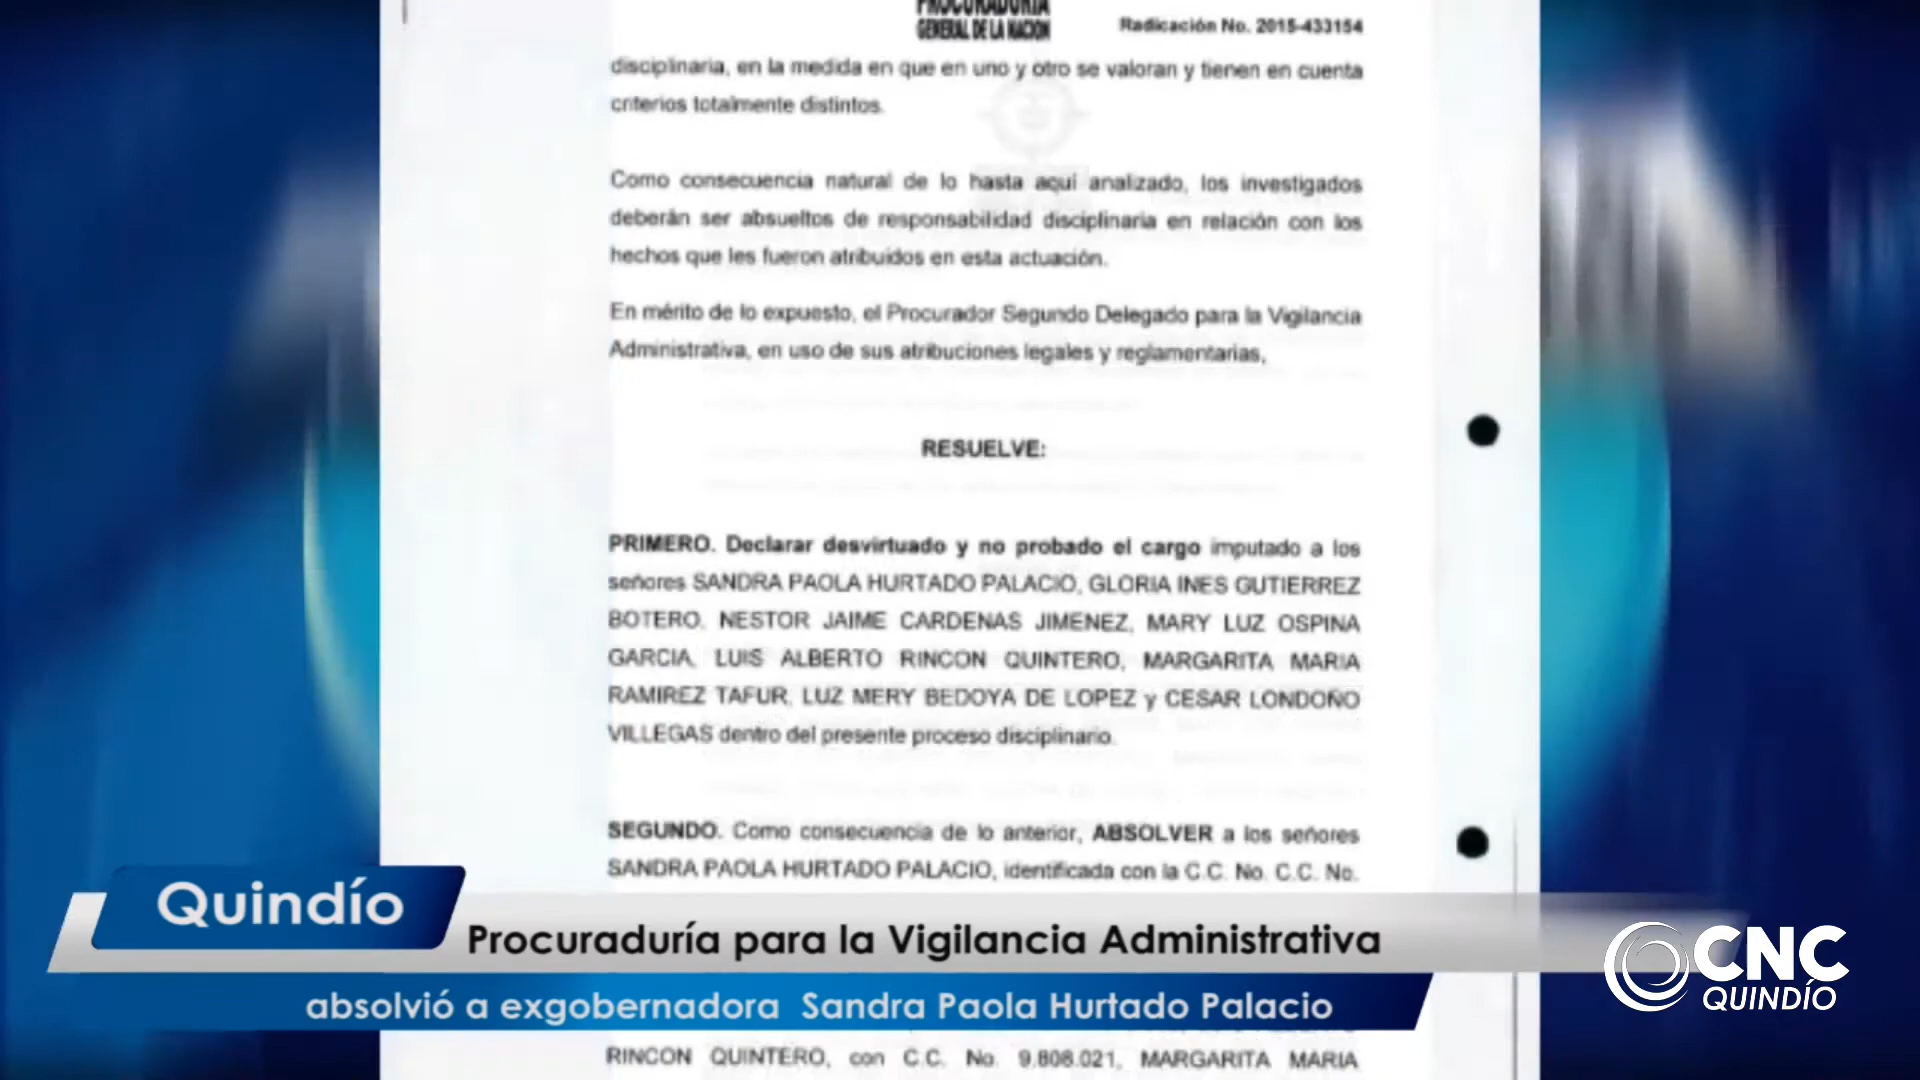 PROCURADURIA
GENERAL DE LA NACION
Radicación No. 2015-433154
disciplinaria, en la medida en que en uno y otro se valoran y tienen en cuenta
criterios totalmente distintos.
Como consecuencia natural de lo hasta aquí analizado, los investigados
deberán ser absueltos de responsabilidad disciplinaria en relación con los
hechos que les fueron atribuidos en esta actuación.
En mérito de lo expuesto, el Procurador Segundo Delegado para la Vigilancia
Administrativa, en uso de sus atribuciones legales y reglamentarias,
RESUELVE:
PRIMERO. Declarar desvirtuado y no probado el cargo imputado a los
señores SANDRA PAOLA HURTADO PALACIO, GLORIA INES GUTIERREZ
BOTERO, NESTOR JAIME CARDENAS JIMENEZ, MARY LUZ OSPINA
GARCIA, LUIS ALBERTO RINCON QUINTERO, MARGARITA MARIA
RAMIREZ TAFUR, LUZ MERY BEDOYA DE LOPEZ y CESAR LONDOÑO
VILLEGAS dentro del presente proceso disciplinario.
SEGUNDO. Como consecuencia de lo anterior, ABSOLVER a los señores
SANDRA PAOLA HURTADO PALACIO, identificada con la C.C. No. C.C. No.
Quindío
Procuraduría para la Vigilancia Administrativa
absolvió a exgobernadora Sandra Paola Hurtado Palacio
CNC
QUINDÍO
RINCON QUINTERO, con C.C. No. 9.808.021, MARGARITA MARIA